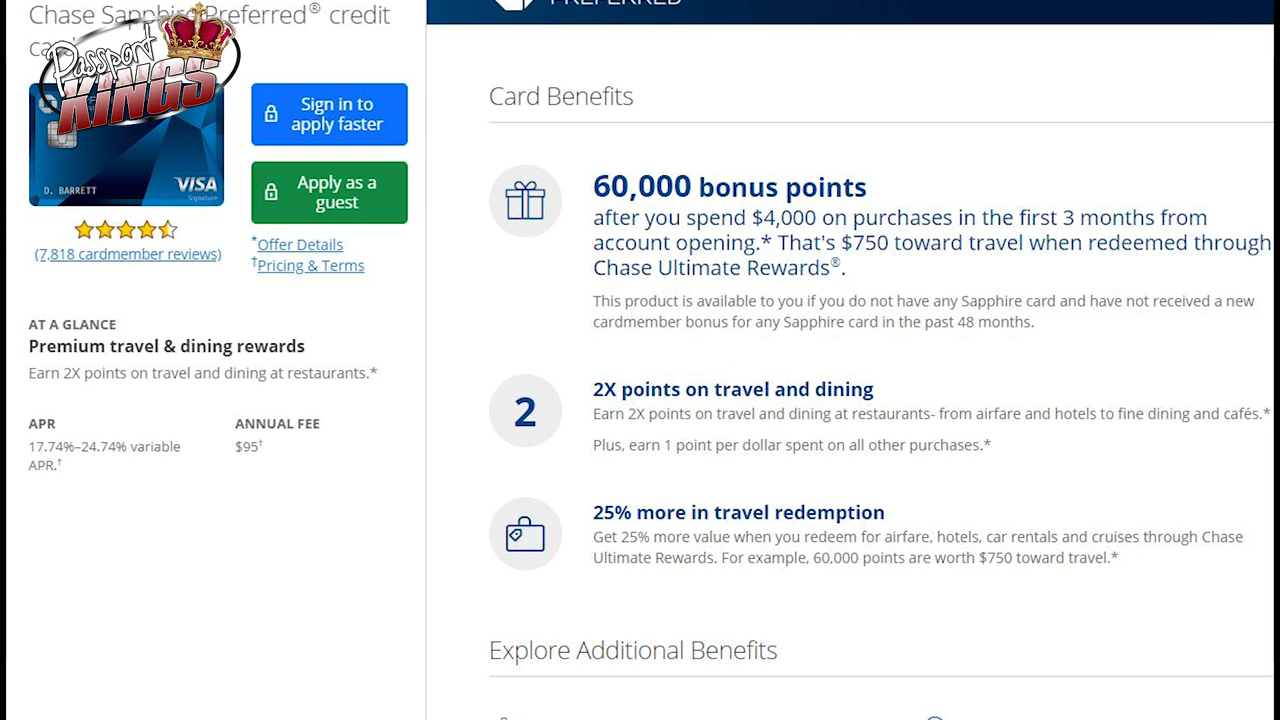 Chase Sapphire Preferred® credit
Passport
KINGS
D. BARRETT
VISA
Signature
Sign in to
apply faster
Apply as a
guest
(7,818 cardmember reviews)
*Offer Details
†Pricing & Terms
AT A GLANCE
Premium travel & dining rewards
Earn 2X points on travel and dining at restaurants.*
APR
17.74%–24.74% variable
APR.†
ANNUAL FEE
$95†
PREFERRED
Card Benefits
60,000 bonus points
after you spend $4,000 on purchases in the first 3 months from
account opening.* That's $750 toward travel when redeemed through
Chase Ultimate Rewards®.
This product is available to you if you do not have any Sapphire card and have not received a new
cardmember bonus for any Sapphire card in the past 48 months.
2
2X points on travel and dining
Earn 2X points on travel and dining at restaurants- from airfare and hotels to fine dining and cafés.*
Plus, earn 1 point per dollar spent on all other purchases.*
25% more in travel redemption
Get 25% more value when you redeem for airfare, hotels, car rentals and cruises through Chase
Ultimate Rewards. For example, 60,000 points are worth $750 toward travel.*
Explore Additional Benefits